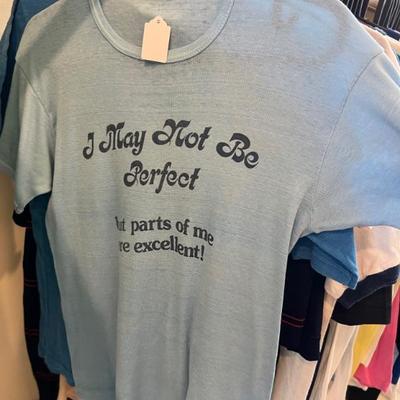 I May Not Be
Perfect
ut parts of me
re excellent!